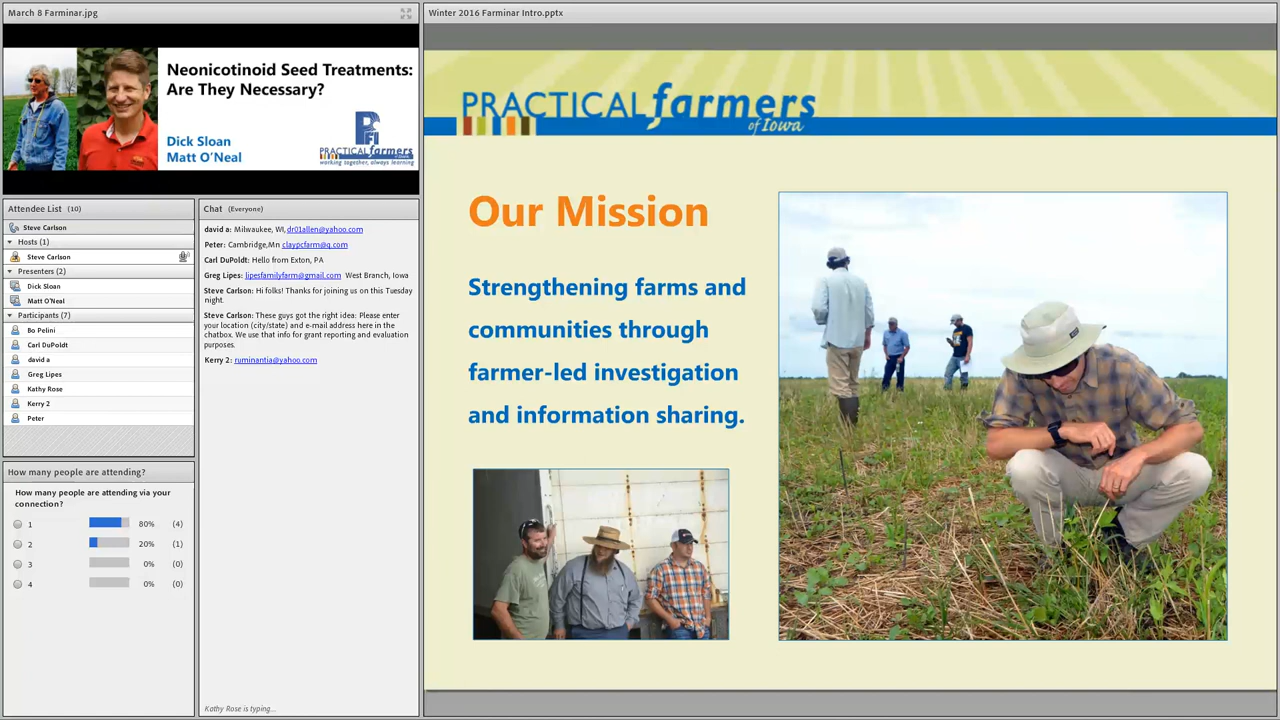 March 8 Farminar.jpg
Neonicotinoid Seed Treatments:
Are They Necessary?
Dick Sloan
Matt O'Neal
PFI
PRACTICAL farmers
of Iowa
working together, always learning
Attendee List (10)
Steve Carlson
Hosts (1)
Steve Carlson
Presenters (2)
Dick Sloan
Matt O'Neal
Participants (7)
Bo Pelini
Carl DuPoldt
david a
Greg Lipes
Kathy Rose
Kerry 2
Peter
How many people are attending?
How many people are attending via your
connection?
1 80% (4)
2 20% (1)
3 0% (0)
4 0% (0)
Chat (Everyone)
david a: Milwaukee, WI, dr01allen@yahoo.com
Peter: Cambridge,Mn claypcfarm@q.com
Carl DuPoldt: Hello from Exton, PA
Greg Lipes: lipesfamilyfarm@gmail.com West Branch, Iowa
Steve Carlson: Hi folks! Thanks for joining us on this Tuesday
night.
Steve Carlson: These guys got the right idea: Please enter
your location (city/state) and e-mail address here in the
chatbox. We use that info for grant reporting and evaluation
purposes.
Kerry 2: ruminantia@yahoo.com
Kathy Rose is typing...
Winter 2016 Farminar Intro.pptx
PRACTICAL farmers
of Iowa
Our Mission
Strengthening farms and
communities through
farmer-led investigation
and information sharing.